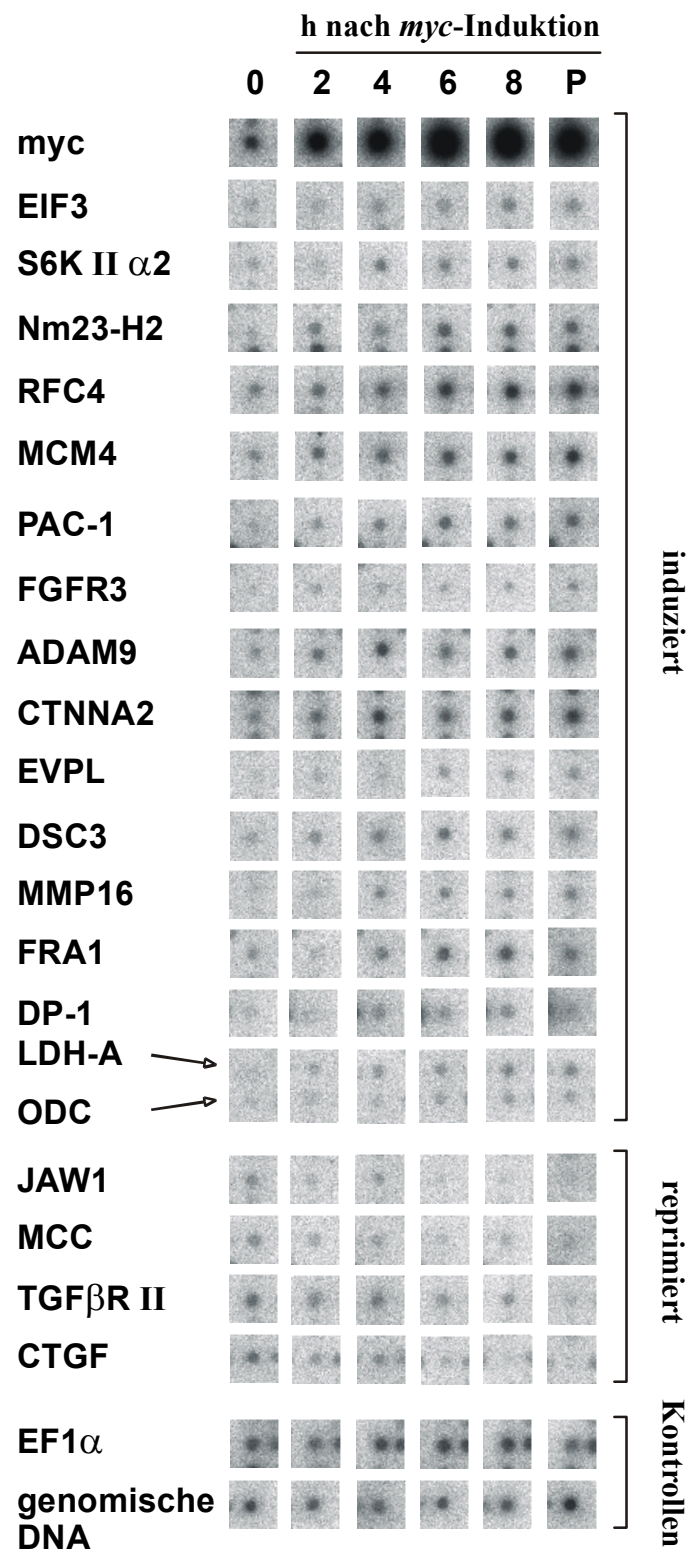 h nach myc-Induktion
0 2 4 6 8 P
myc
EIF3
S6K II α2
Nm23-H2
RFC4
MCM4
PAC-1
FGFR3
ADAM9
CTNNA2
EVPL
DSC3
MMP16
FRA1
DP-1
LDH-A
ODC
induziert
JAW1
MCC
TGFβR II
CTGF
reprimiert
EF1α
genomische
DNA
Kontrollen